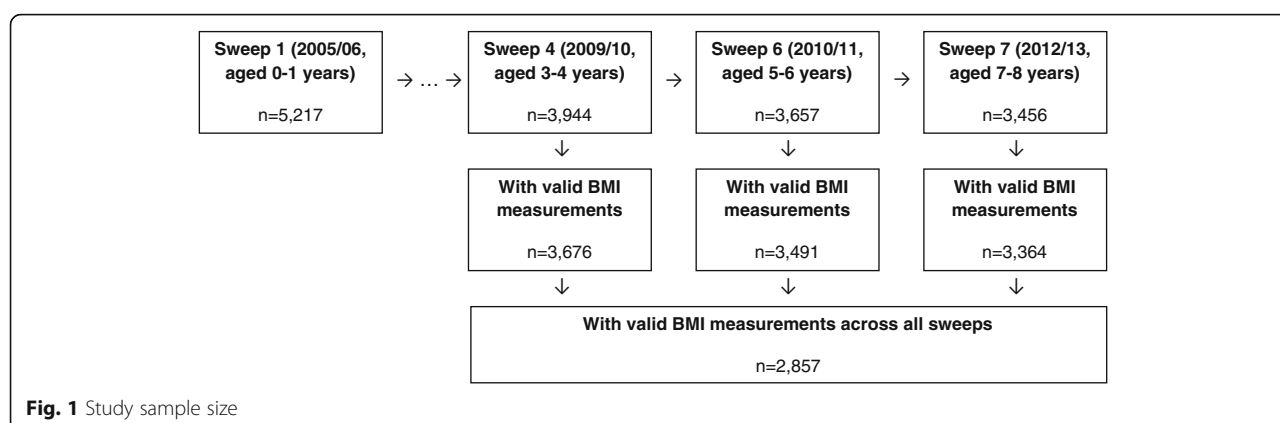 Sweep 1 (2005/06,
aged 0-1 years)
n=5,217
→ ... →
Sweep 4 (2009/10,
aged 3-4 years)
n=3,944
→
Sweep 6 (2010/11,
aged 5-6 years)
n=3,657
→
Sweep 7 (2012/13,
aged 7-8 years)
n=3,456
↓
↓
↓
With valid BMI
measurements
n=3,676
With valid BMI
measurements
n=3,491
With valid BMI
measurements
n=3,364
↓
↓
↓
With valid BMI measurements across all sweeps
n=2,857
Fig. 1 Study sample size